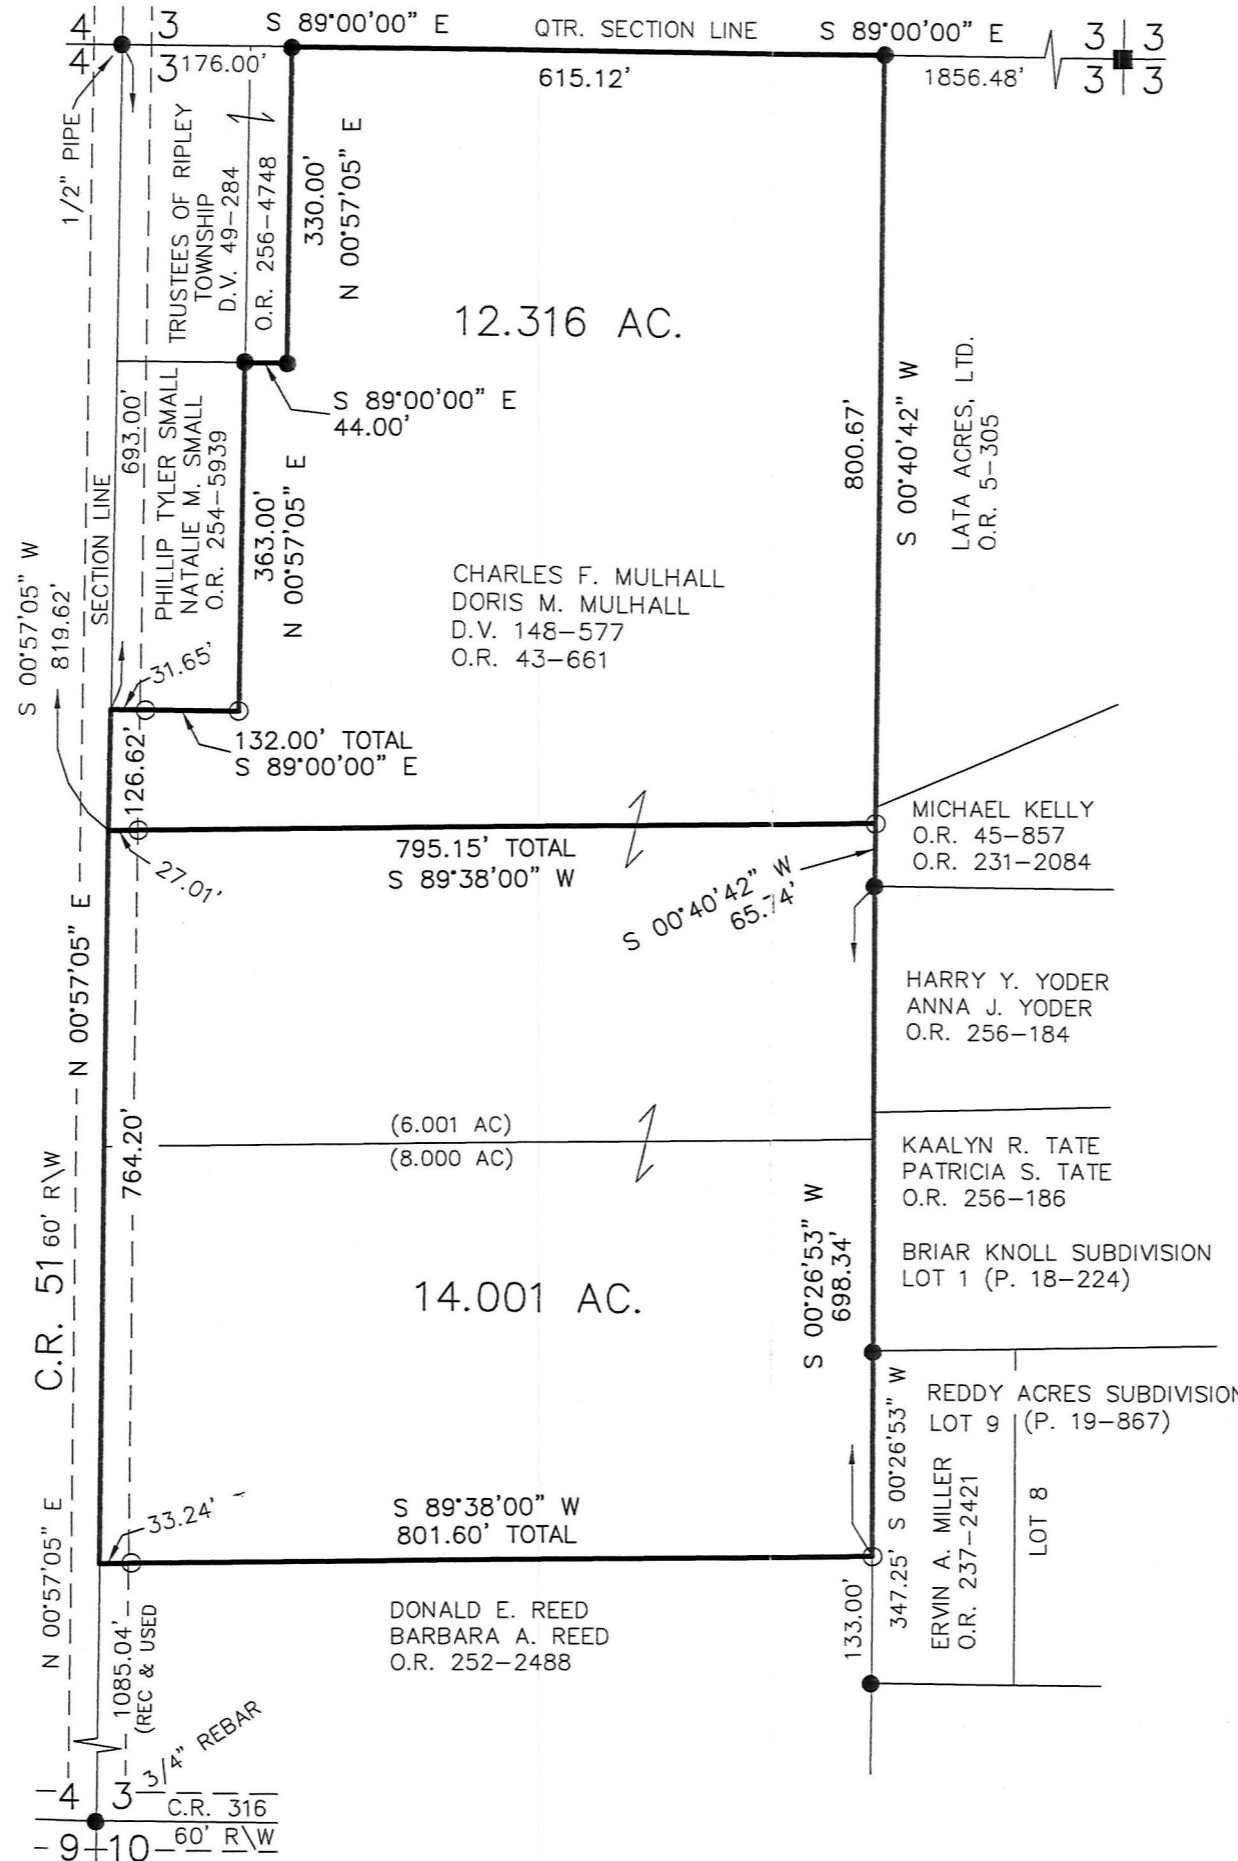 S 89°00'00" E QTR. SECTION LINE S 89°00'00" E
4 3
4 3
176.00'
615.12'
1856.48'
3 3
3 3
1/2" PIPE
TRUSTEES OF RIPLEY
TOWNSHIP
D.V. 49-284
O.R. 256-4748
330.00'
N 00°57'05" E
12.316 AC.
S 89°00'00" E
44.00'
693.00'
SECTION LINE
PHILLIP TYLER SMALL
NATALIE M. SMALL
O.R. 254-5939
363.00'
N 00°57'05" E
800.67'
S 00°40'42" W
LATA ACRES, LTD.
O.R. 5-305
CHARLES F. MULHALL
DORIS M. MULHALL
D.V. 148-577
O.R. 43-661
S 00°57'05" W
819.62'
31.65'
132.00' TOTAL
S 89°00'00" E
126.62'
27.01'
795.15' TOTAL
S 89°38'00" W
S 00°40'42" W
65.74'
MICHAEL KELLY
O.R. 45-857
O.R. 231-2084
HARRY Y. YODER
ANNA J. YODER
O.R. 256-184
N 00°57'05" E
764.20'
(6.001 AC)
(8.000 AC)
KAALYN R. TATE
PATRICIA S. TATE
O.R. 256-186
BRIAR KNOLL SUBDIVISION
LOT 1 (P. 18-224)
C.R. 51 60' R\W
14.001 AC.
S 00°26'53" W
698.34'
REDDY ACRES SUBDIVISION
LOT 9 (P. 19-867)
S 89°38'00" W
801.60' TOTAL
33.24'
N 00°57'05" E
1085.04'
(REC & USED
DONALD E. REED
BARBARA A. REED
O.R. 252-2488
133.00'
347.25' S 00°26'53" W
ERVIN A. MILLER
O.R. 237-2421
LOT 8
3/4" REBAR
4 3
C.R. 316
9 10
60' R\W